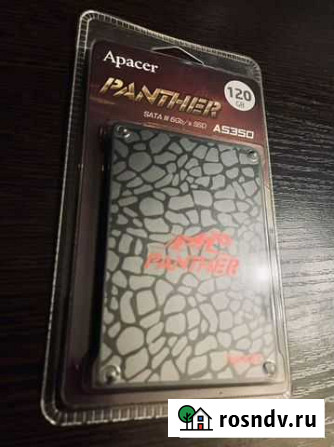 Apacer
PANTHER
120
GB
SATA III 6Gb/s SSD AS350
PANTHER
rosndv.ru